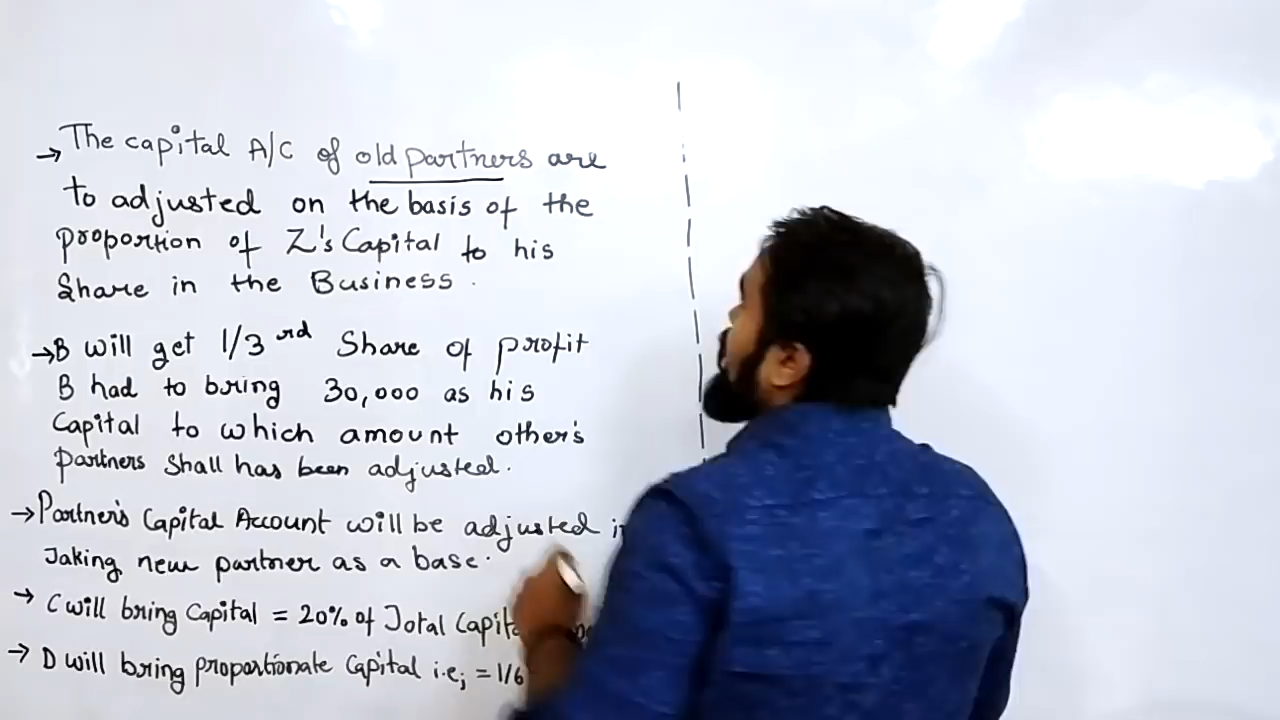 → The capital A/C of old partners are
to adjusted on the basis of the
proportion of Z's Capital to his
Share in the Business.
→ B will get 1/3rd Share of profit
B had to bring 30,000 as his
Capital to which amount other's
partners Shall has been adjusted.
→ Partner's Capital Account will be adjusted
Taking new partner as a base.
→ C will bring Capital = 20% of Total
→ D will bring proportionate Capital i.e; = 1/6